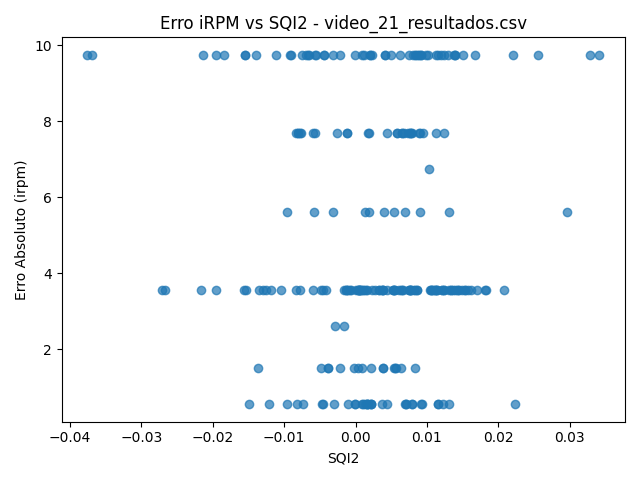 Erro iRPM vs SQI2 - video_21_resultados.csv
Erro Absoluto (irpm)
10
8
6
4
2
−0.04 −0.03 −0.02 −0.01 0.00 0.01 0.02 0.03
SQI2